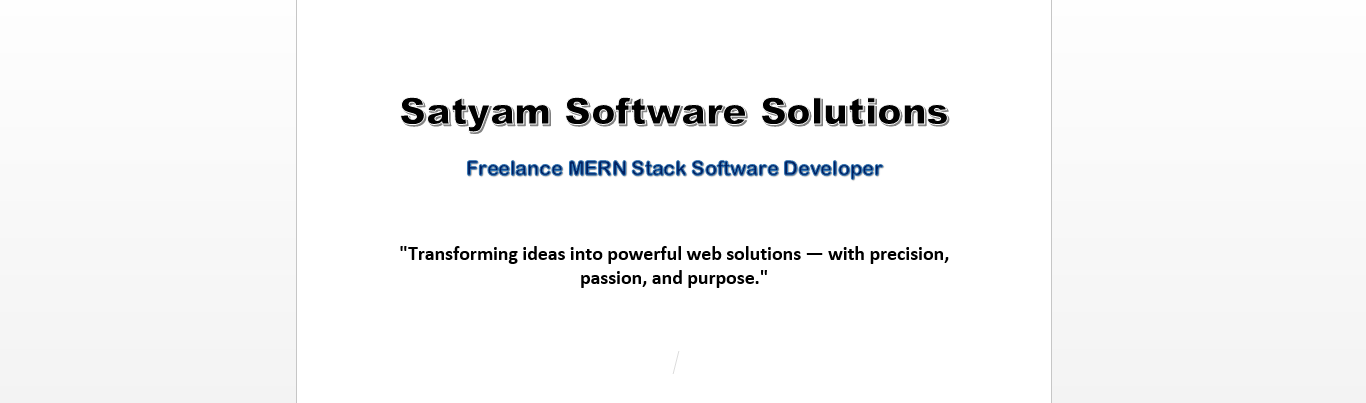 Satyam Software Solutions
Freelance MERN Stack Software Developer
"Transforming ideas into powerful web solutions — with precision,
passion, and purpose."